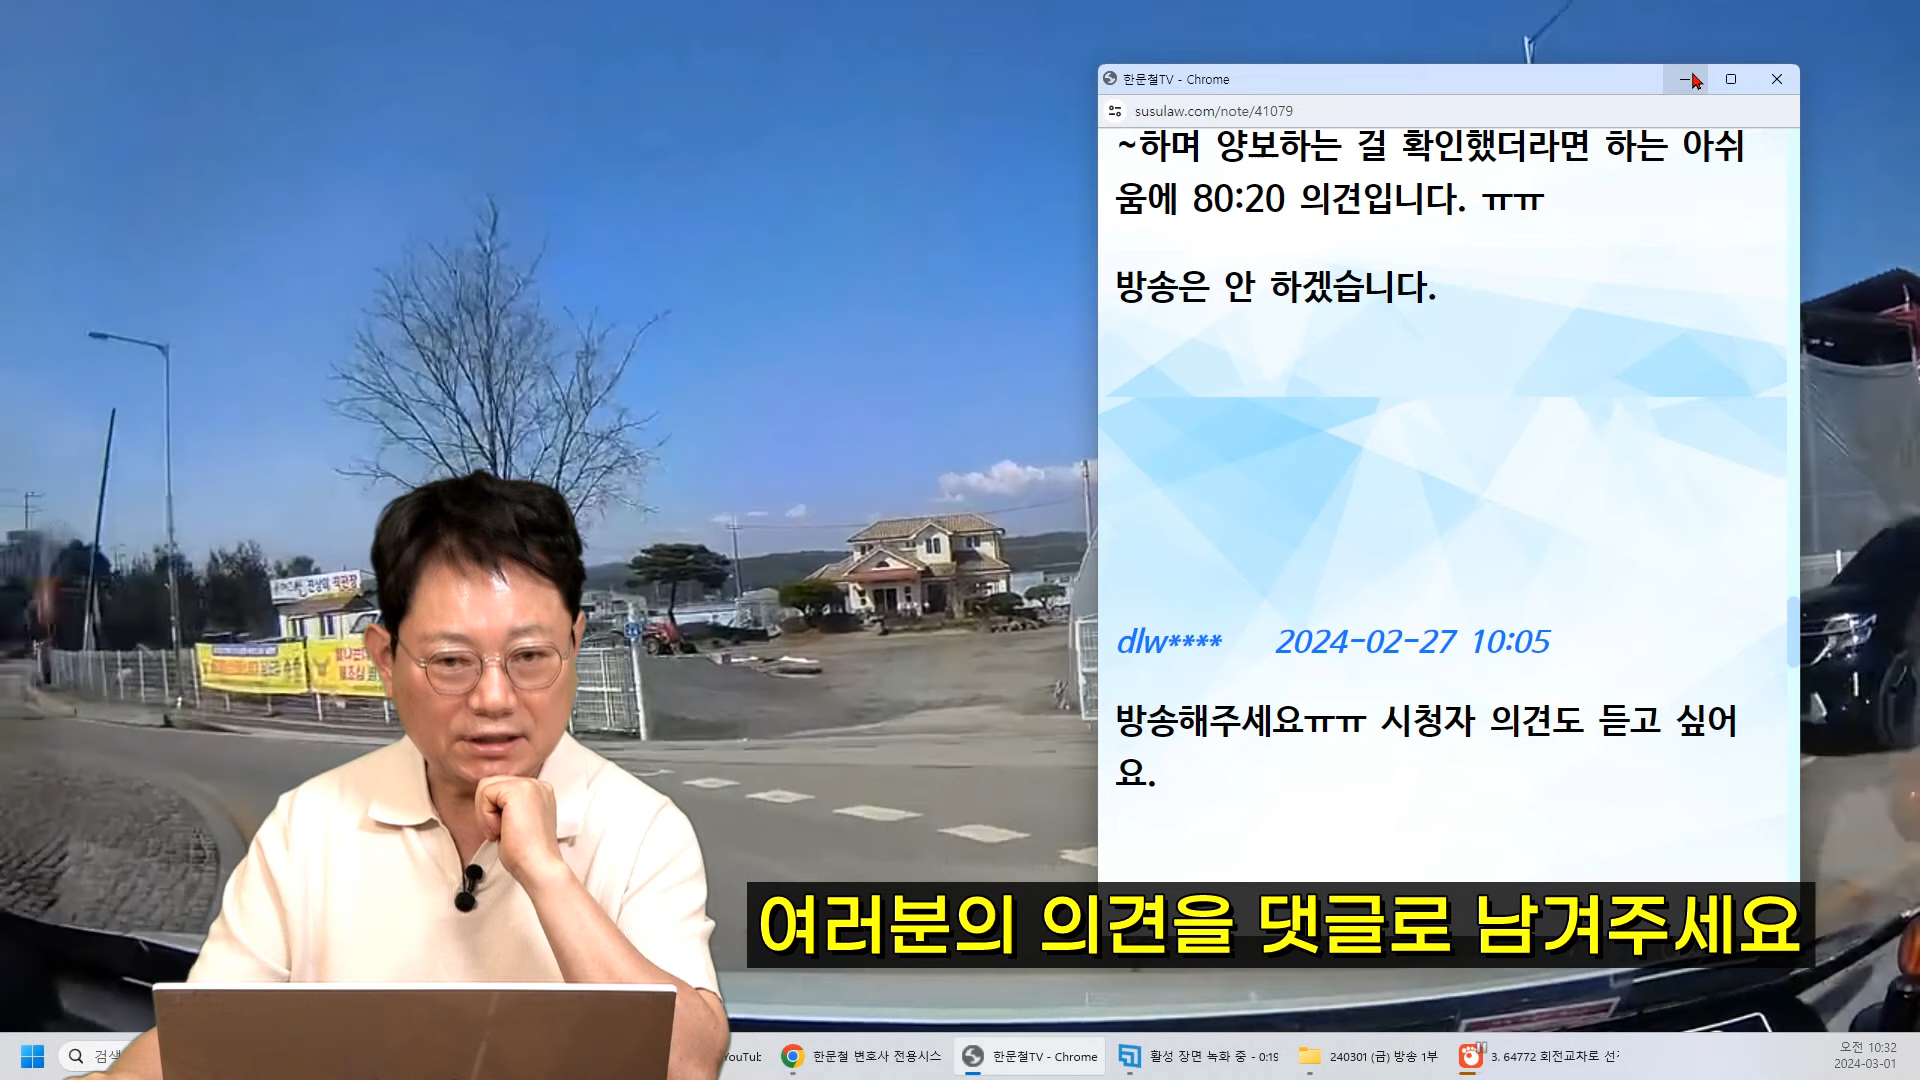 한문철TV - Chrome
susulaw.com/note/41079
~하며 양보하는 걸 확인했더라면 하는 아쉬
움에 80:20 의견입니다. ㅠㅠ
방송은 안 하겠습니다.
dlw**** 2024-02-27 10:05
방송해주세요ㅠㅠ 시청자 의견도 듣고 싶어
요.
여러분의 의견을 댓글로 남겨주세요
검색
한문철 변호사 전용시스
한문철TV - Chrome
활성 장면 녹화 중 - 0:19
240301 (금) 방송 1부
3. 64772 회전교차로
오전 10:32
2024-03-01